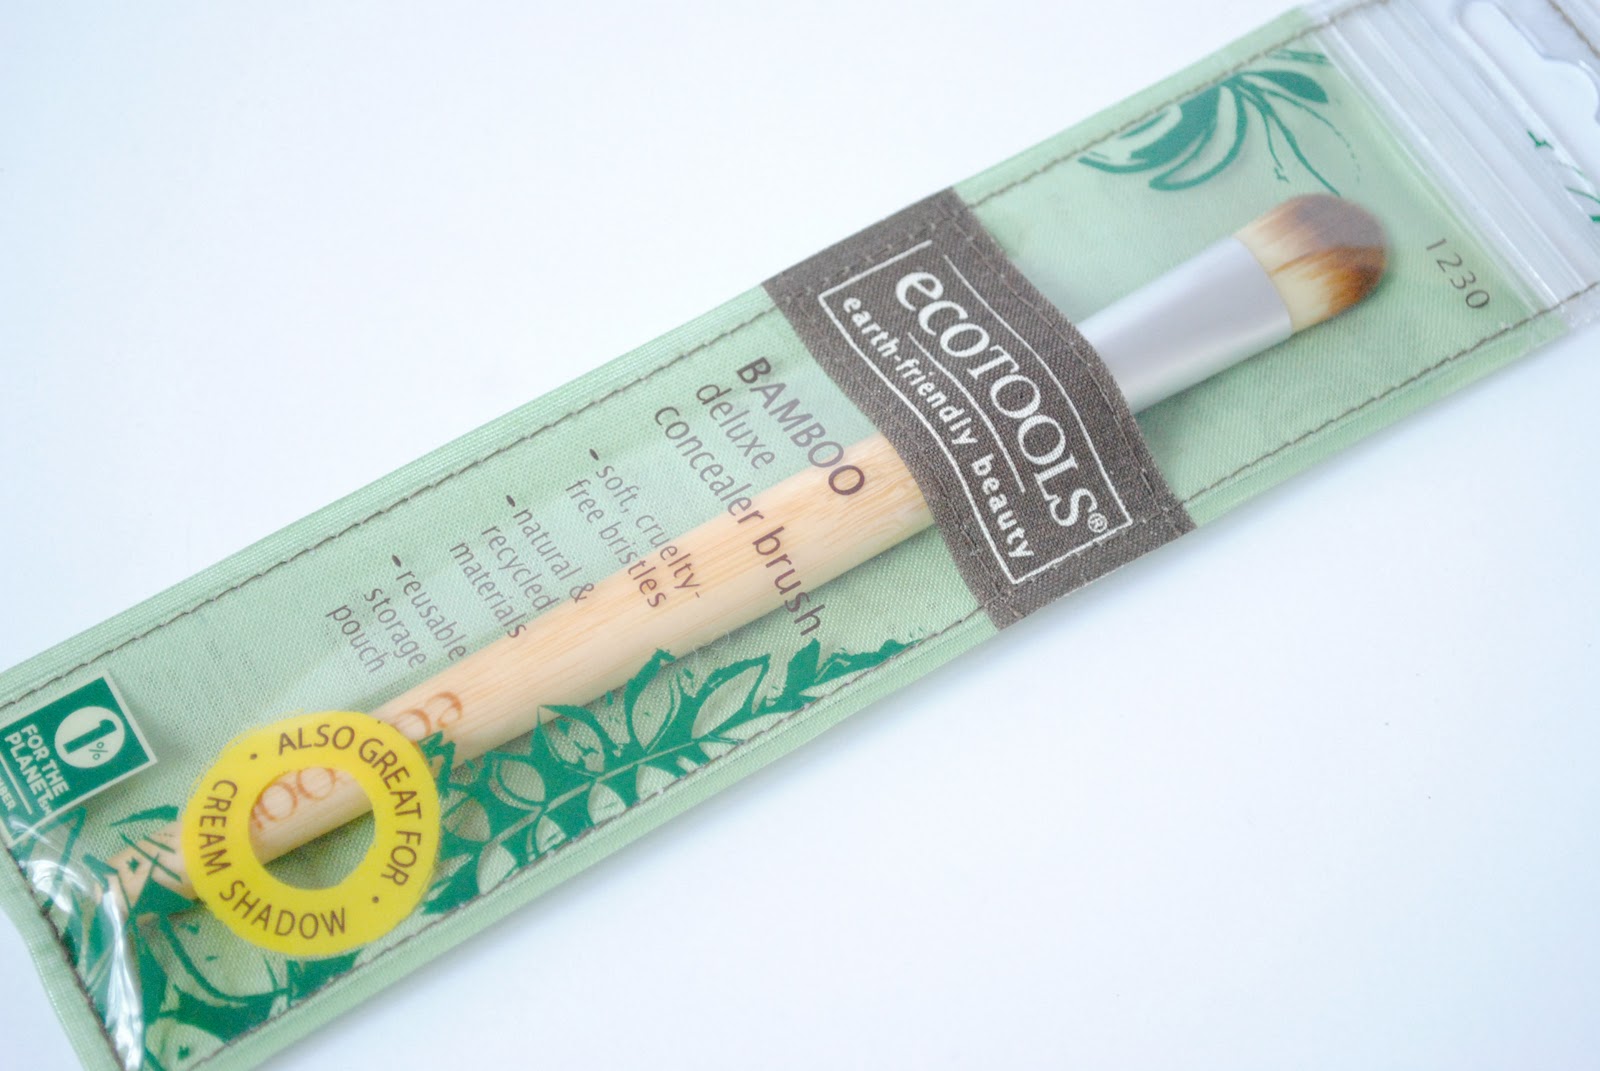 1230
ecoTOOLS®
earth-friendly beauty
BAMBOO
deluxe
concealer brush
- soft, cruelty-
free bristles
- natural &
recycled
materials
- reusable
storage
pouch
1%
FOR THE
PLANET
· ALSO GREAT FOR ·
CREAM SHADOW